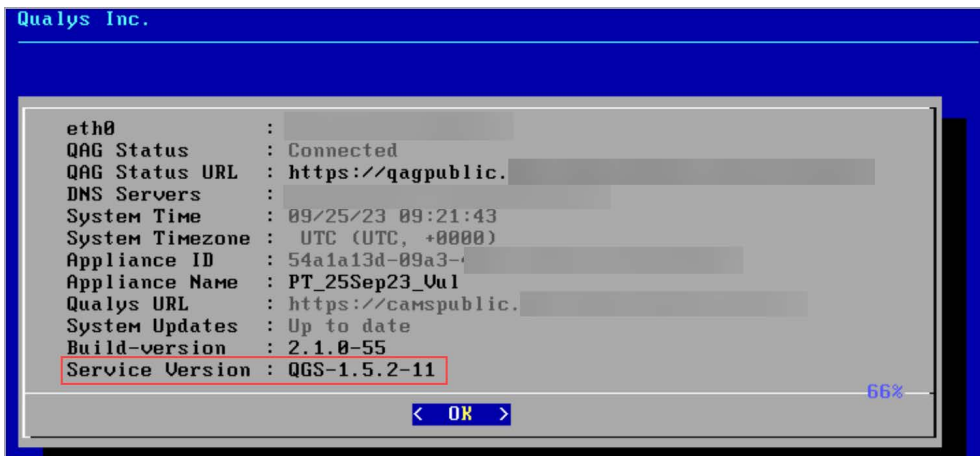 Qualys Inc.
eth0 :
QAG Status : Connected
QAG Status URL : https://qagpublic.
DNS Servers :
System Time : 09/25/23 09:21:43
System Timezone : UTC (UTC, +0000)
Appliance ID : 54a1a13d-09a3-
Appliance Name : PT_25Sep23_Vul
Qualys URL : https://camspublic.
System Updates : Up to date
Build-version : 2.1.0-55
Service Version : QGS-1.5.2-11
66%
< OK >